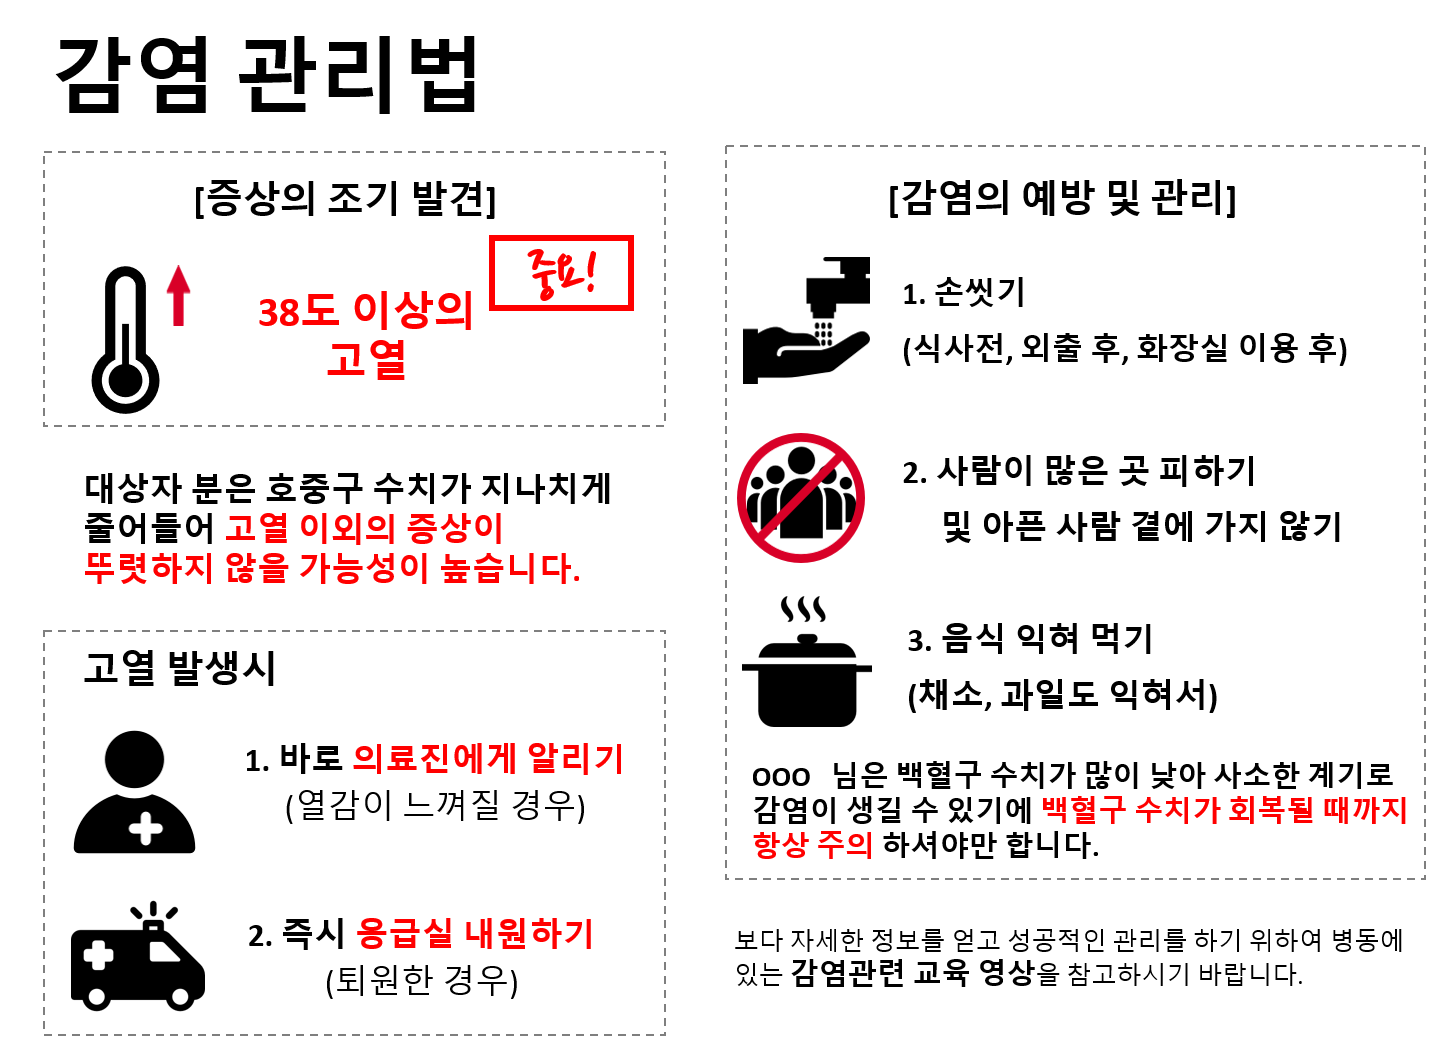 감염 관리법
[증상의 조기 발견]
중요!
38도 이상의
고열
대상자 분은 호중구 수치가 지나치게
줄어들어 고열 이외의 증상이
뚜렷하지 않을 가능성이 높습니다.
고열 발생시
1. 바로 의료진에게 알리기
(열감이 느껴질 경우)
2. 즉시 응급실 내원하기
(퇴원한 경우)
[감염의 예방 및 관리]
1. 손씻기
(식사전, 외출 후, 화장실 이용 후)
2. 사람이 많은 곳 피하기
및 아픈 사람 곁에 가지 않기
3. 음식 익혀 먹기
(채소, 과일도 익혀서)
OOO 님은 백혈구 수치가 많이 낮아 사소한 계기로
감염이 생길 수 있기에 백혈구 수치가 회복될 때까지
항상 주의 하셔야만 합니다.
보다 자세한 정보를 얻고 성공적인 관리를 하기 위하여 병동에
있는 감염관련 교육 영상을 참고하시기 바랍니다.